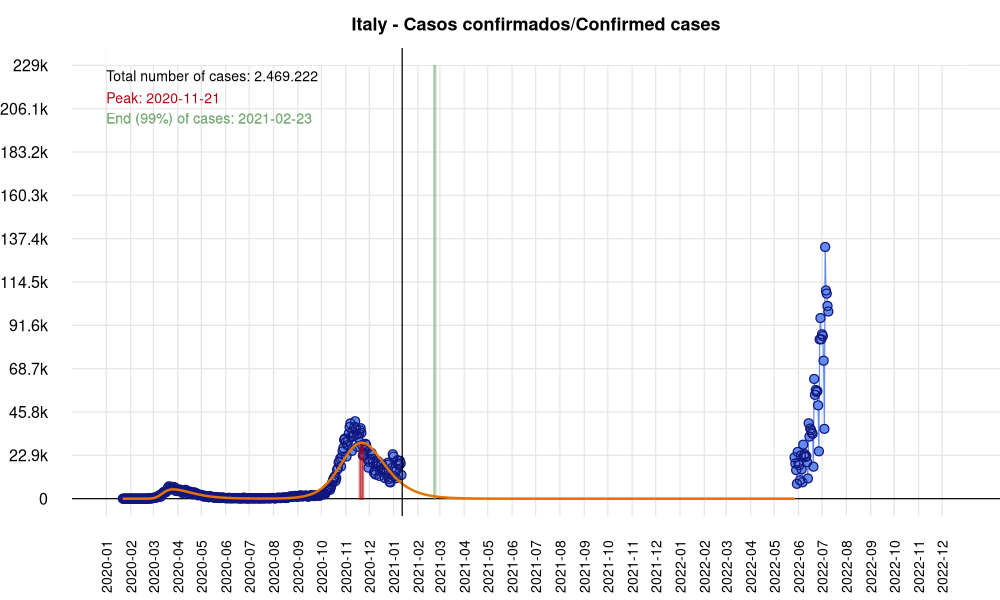 Italy - Casos confirmados/Confirmed cases
Total number of cases: 2.469.222
Peak: 2020-11-21
End (99%) of cases: 2021-02-23
229k
206.1k
183.2k
160.3k
137.4k
114.5k
91.6k
68.7k
45.8k
22.9k
0
2020-01
2020-02
2020-03
2020-04
2020-05
2020-06
2020-07
2020-08
2020-09
2020-10
2020-11
2020-12
2021-01
2021-02
2021-03
2021-04
2021-05
2021-06
2021-07
2021-08
2021-09
2021-10
2021-11
2021-12
2022-01
2022-02
2022-03
2022-04
2022-05
2022-06
2022-07
2022-08
2022-09
2022-10
2022-11
2022-12